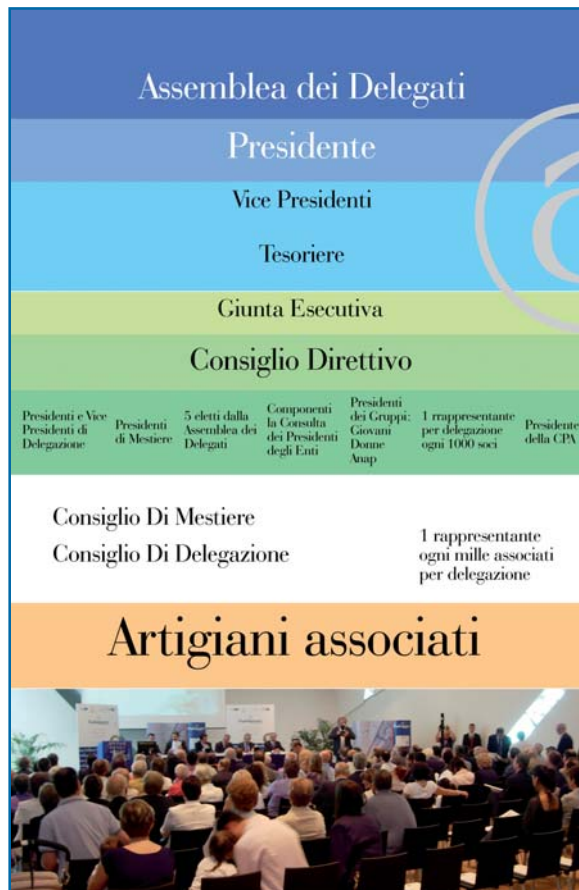 Assemblea dei Delegati
Presidente
Vice Presidenti
Tesoriere
Giunta Esecutiva
Consiglio Direttivo
Presidenti e Vice
Presidenti di
Delegazione
Presidenti
di Mestiere
5 eletti dalla
Assemblea dei
Delegati
Componenti
la Consulta
dei Presidenti
degli Enti
Presidenti
dei Gruppi:
Giovani
Donne
Anap
1 rrappresentante
per delegazione
ogni 1000 soci
Presidente
della CPA
Consiglio Di Mestiere
Consiglio Di Delegazione
1 rappresentante
ogni mille associati
per delegazione
Artigiani associati